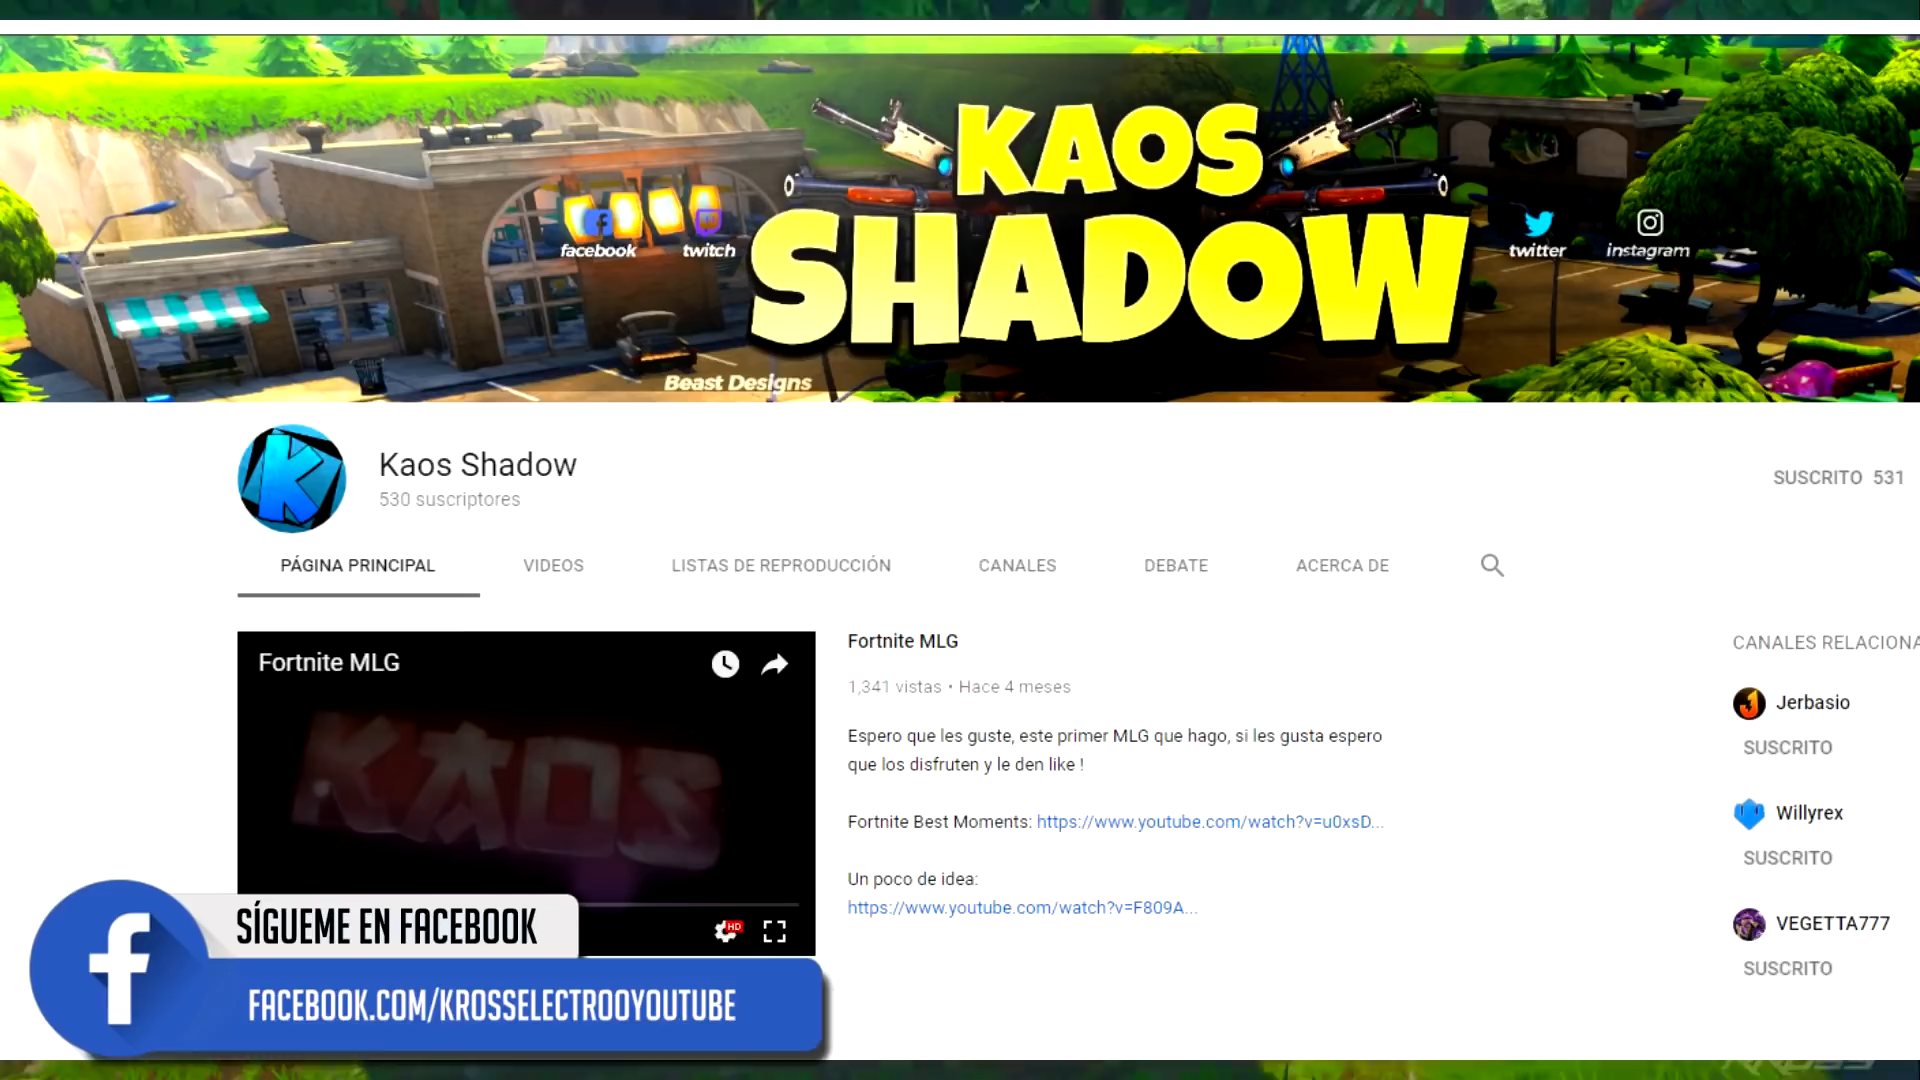 KAOS
SHADOW
facebook
twitch
twitter
instagram
Beast Designs
Kaos Shadow
530 suscriptores
SUSCRITO 531
PÁGINA PRINCIPAL
VIDEOS
LISTAS DE REPRODUCCIÓN
CANALES
DEBATE
ACERCA DE
Fortnite MLG
KAOS
HD
Fortnite MLG
1,341 vistas • Hace 4 meses
Espero que les guste, este primer MLG que hago, si les gusta espero
que los disfruten y le den like !
Fortnite Best Moments: https://www.youtube.com/watch?v=u0xsD...
Un poco de idea:
https://www.youtube.com/watch?v=F809A...
CANALES RELACIONA
Jerbasio
SUSCRITO
Willyrex
SUSCRITO
VEGETTA777
SUSCRITO
SÍGUEME EN FACEBOOK
FACEBOOK.COM/KROSSELECTROOYOUTUBE